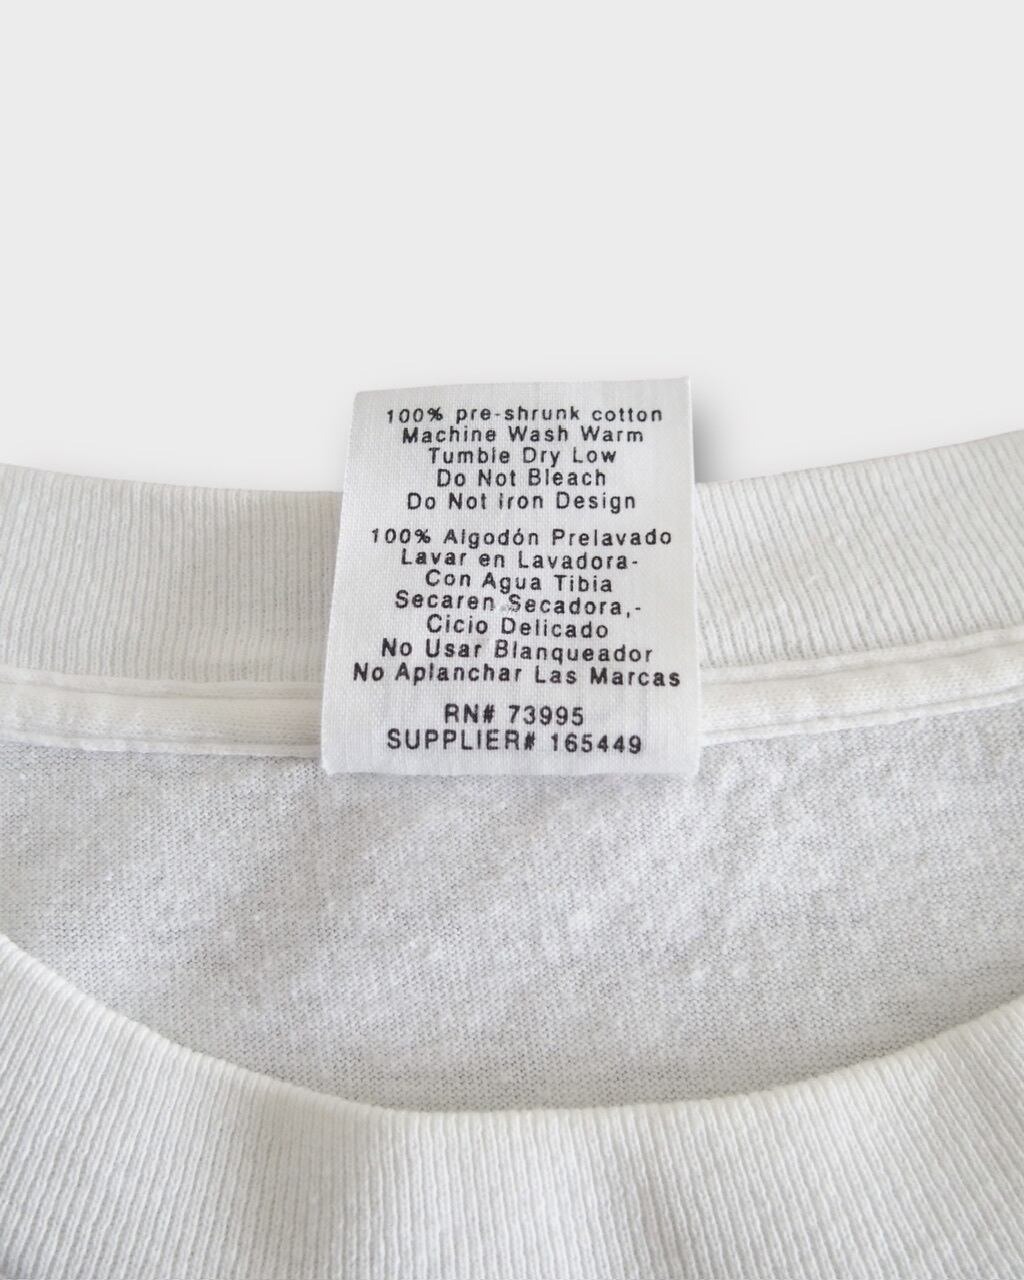 100% pre-shrunk cotton
Machine Wash Warm
Tumble Dry Low
Do Not Bleach
Do Not Iron Design
100% Algodón Prelavado
Lavar en Lavadora-
Con Agua Tibia
Secaren Secadora,-
Ciclo Delicado
No Usar Blanqueador
No Aplanchar Las Marcas
RN# 73995
SUPPLIER# 165449